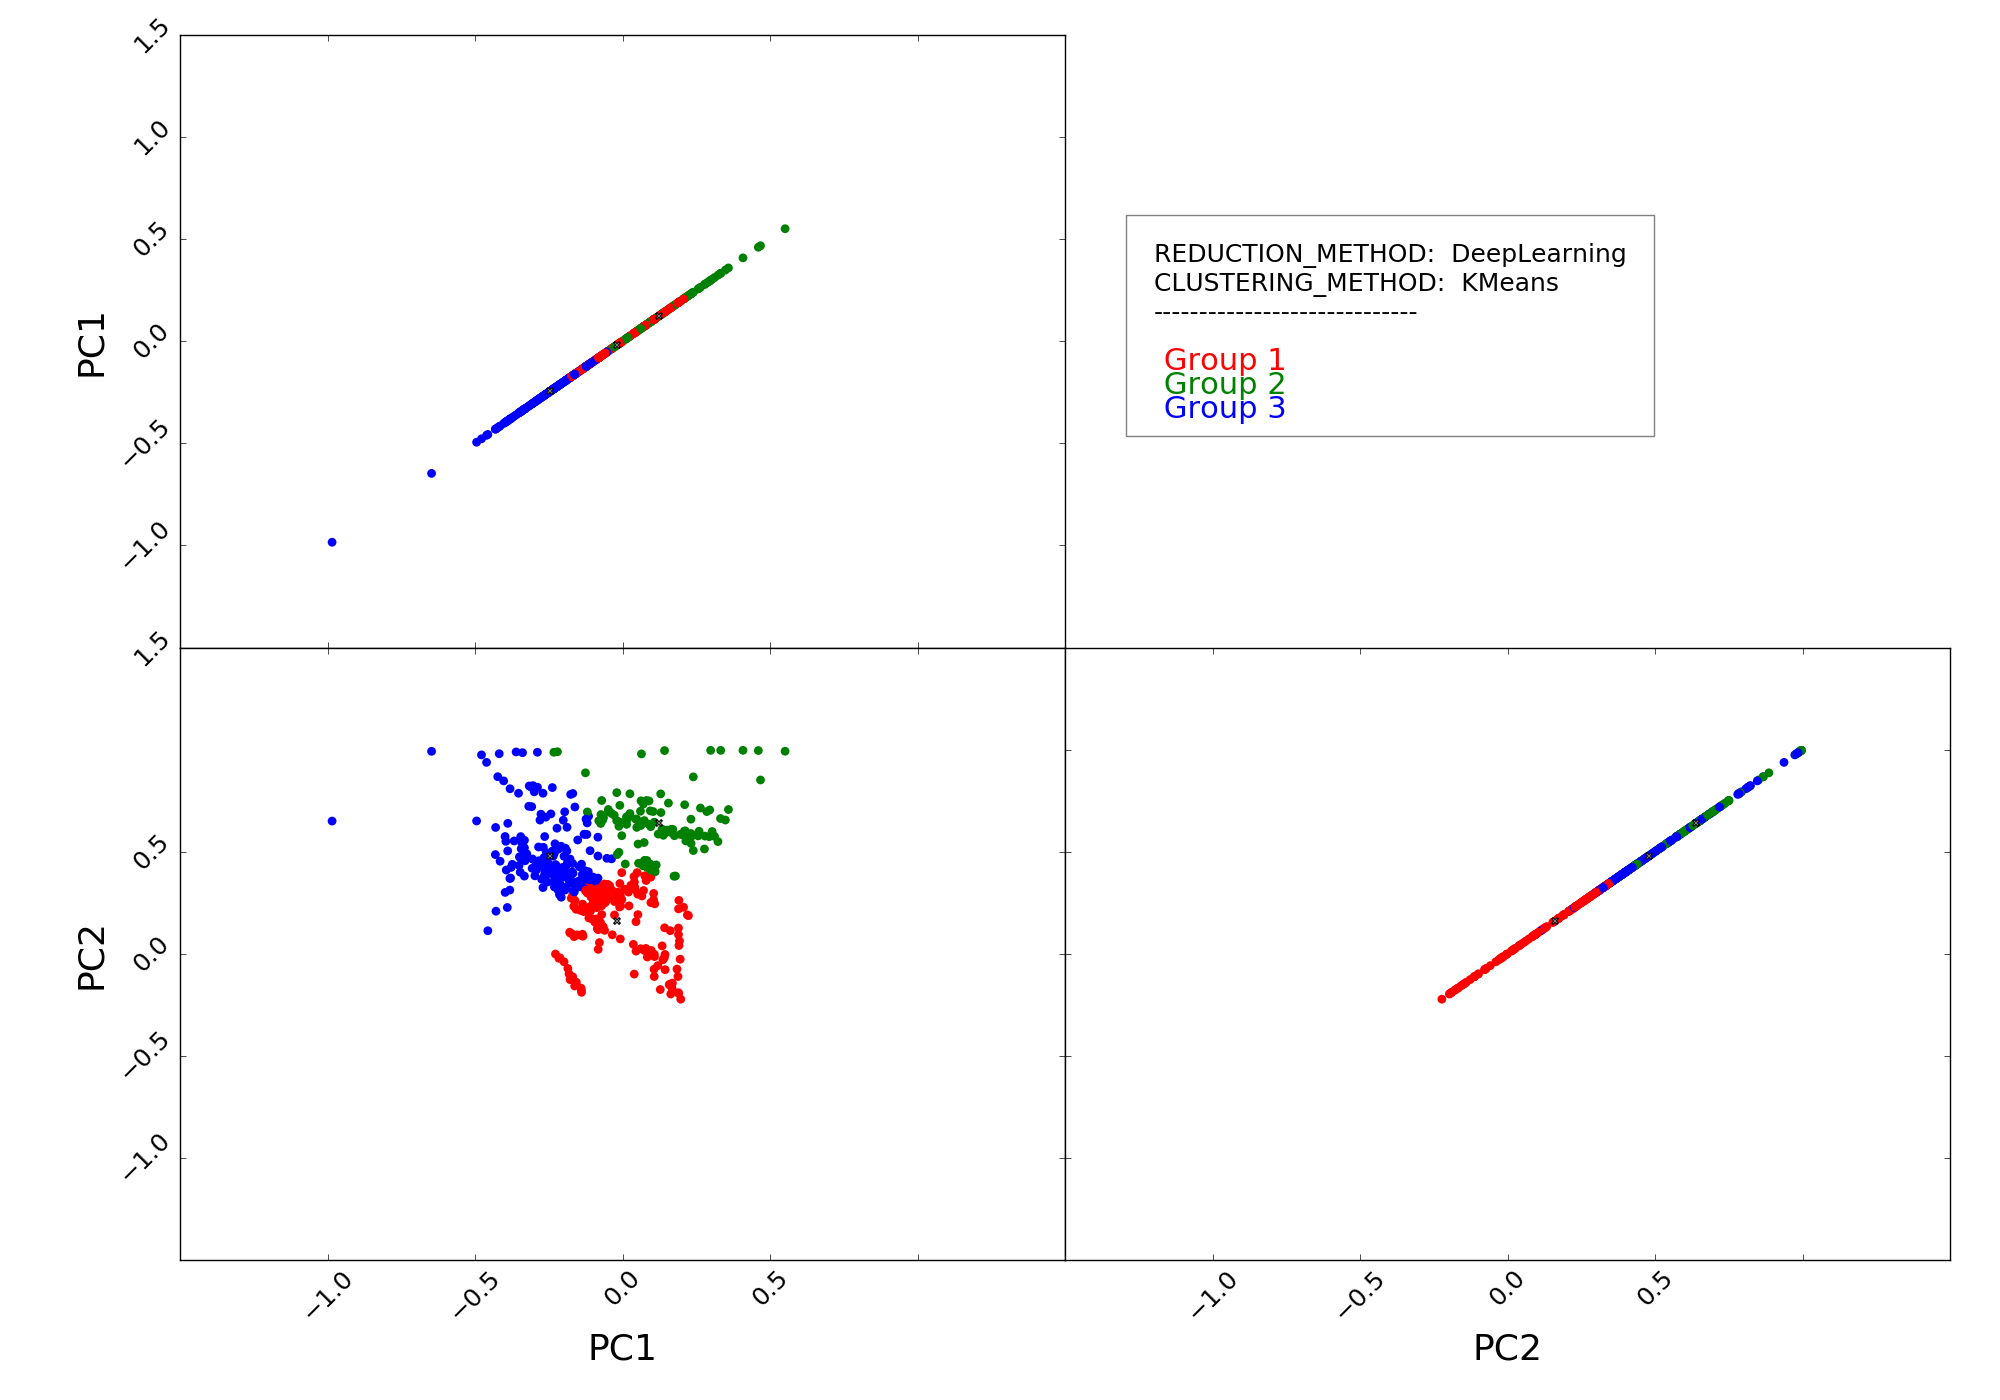 1.5
1.0
0.5
0.0
−0.5
−1.0
PC1
REDUCTION_METHOD: DeepLearning
CLUSTERING_METHOD: KMeans
-----------------------------
Group 1
Group 2
Group 3
1.5
0.5
0.0
−0.5
−1.0
PC2
−1.0 −0.5 0.0 0.5
PC1
−1.0 −0.5 0.0 0.5
PC2